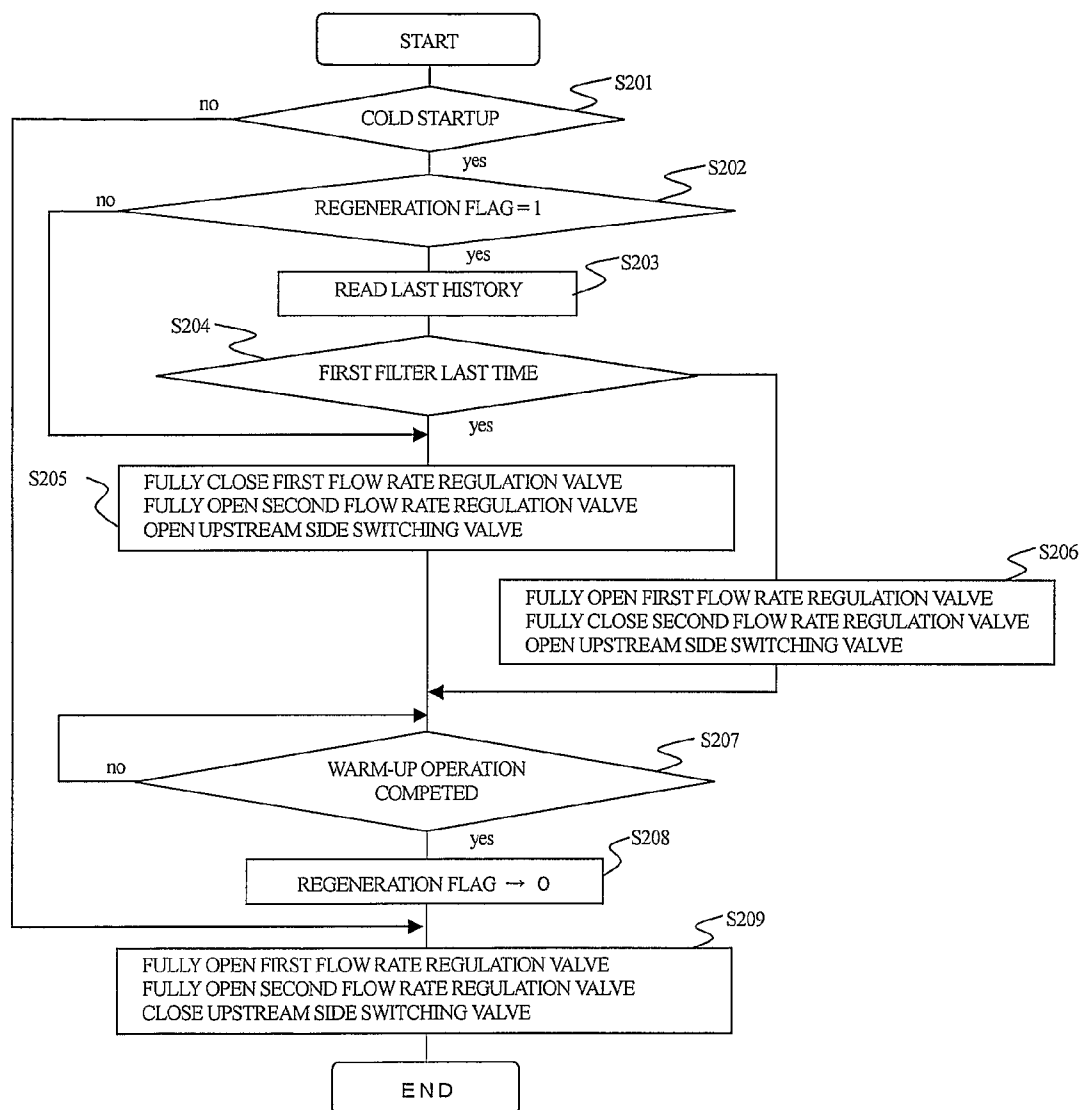 START
S201
no
COLD STARTUP
yes
S202
no
REGENERATION FLAG = 1
yes
S203
READ LAST HISTORY
S204
FIRST FILTER LAST TIME
yes
S205
FULLY CLOSE FIRST FLOW RATE REGULATION VALVE
FULLY OPEN SECOND FLOW RATE REGULATION VALVE
OPEN UPSTREAM SIDE SWITCHING VALVE
S206
FULLY OPEN FIRST FLOW RATE REGULATION VALVE
FULLY CLOSE SECOND FLOW RATE REGULATION VALVE
OPEN UPSTREAM SIDE SWITCHING VALVE
S207
no
WARM-UP OPERATION
COMPETED
yes
S208
REGENERATION FLAG → 0
S209
FULLY OPEN FIRST FLOW RATE REGULATION VALVE
FULLY OPEN SECOND FLOW RATE REGULATION VALVE
CLOSE UPSTREAM SIDE SWITCHING VALVE
END